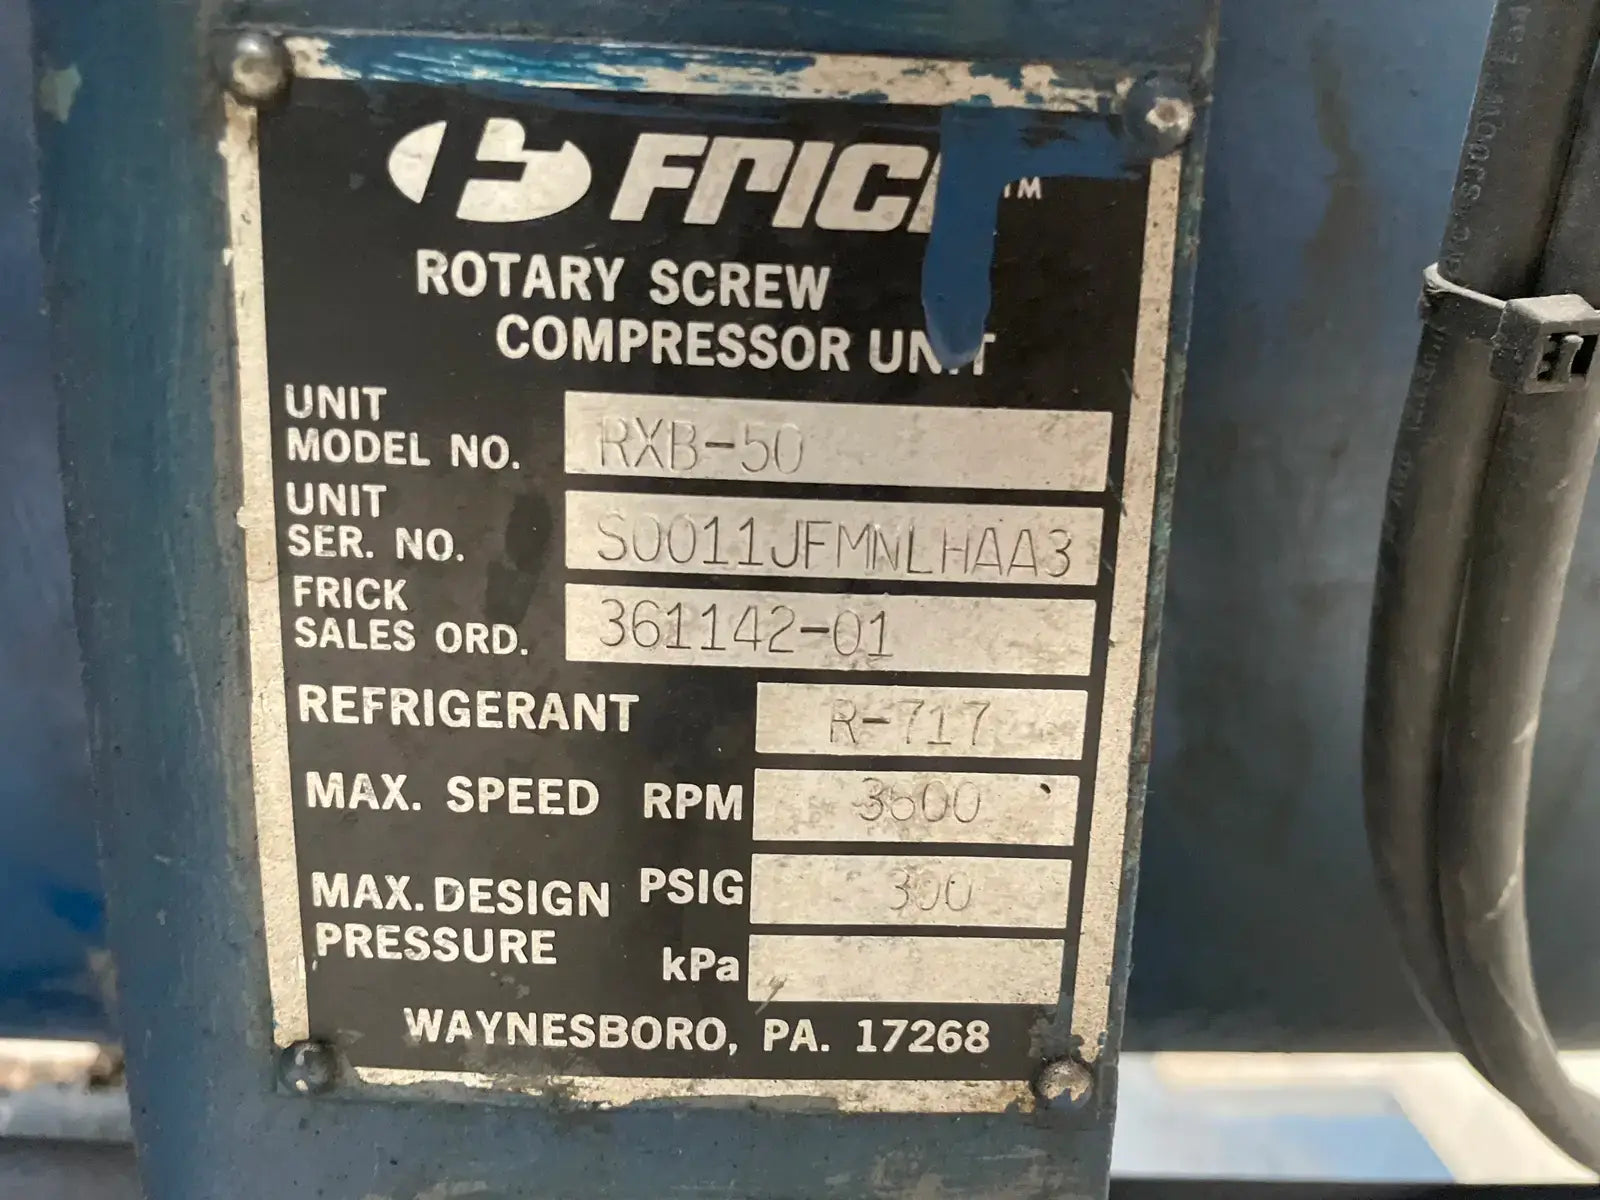 FRICK™
ROTARY SCREW
COMPRESSOR UNIT
UNIT
MODEL NO. RXB-50
UNIT
SER. NO. S0011JFMNLHAA3
FRICK
SALES ORD. 361142-01
REFRIGERANT R-717
MAX. SPEED RPM 3600
MAX. DESIGN PSIG 300
PRESSURE kPa
WAYNESBORO, PA. 17268